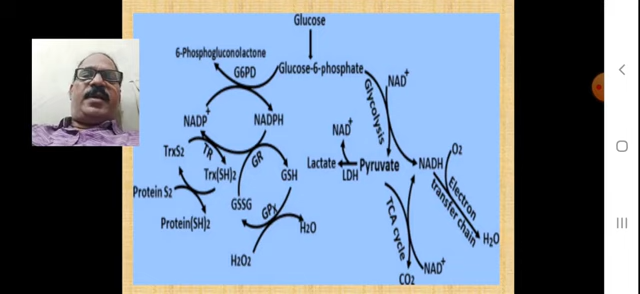 Glucose
6-Phosphogluconolactone
G6PD
Glucose-6-phosphate
NAD+
Glycolysis
NADP+
NADPH
NAD+
O2
TrxS2
TR
GR
Trx(SH)2
GSH
Lactate
LDH
Pyruvate
NADH
Protein S2
GSSG
GPx
TCA cycle
Electron
transfer chain
Protein(SH)2
H2O
H2O
H2O2
NAD+
CO2